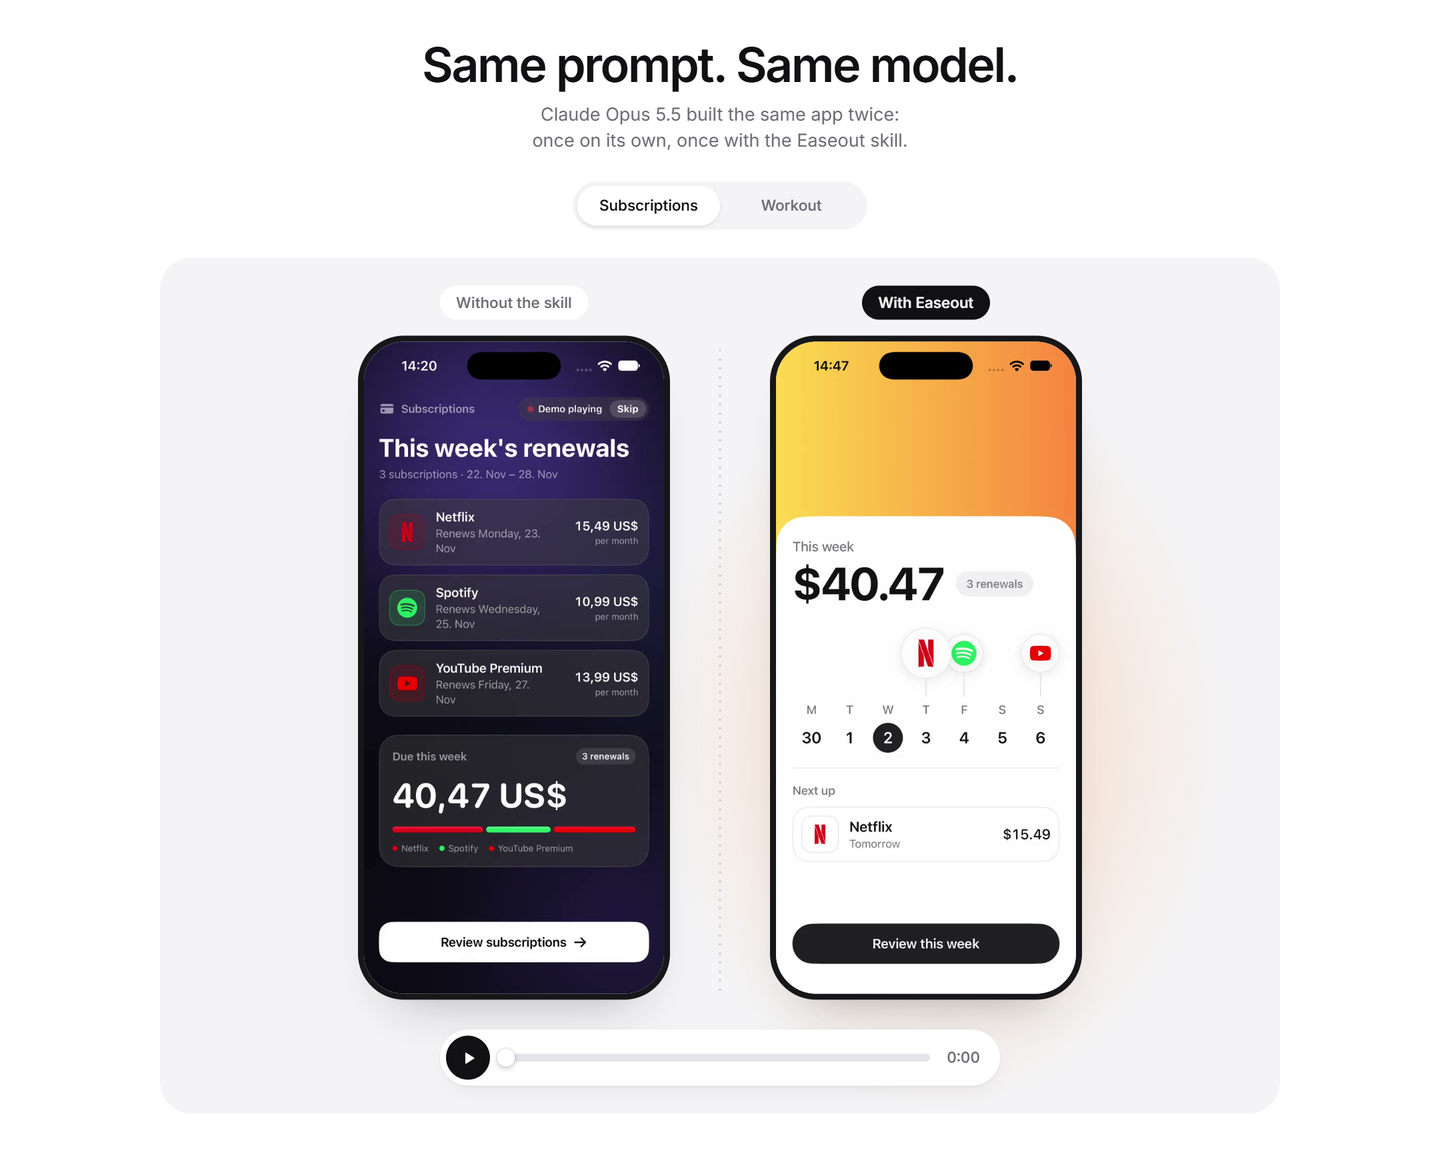 Same prompt. Same model.
Claude Opus 5.5 built the same app twice:
once on its own, once with the Easeout skill.
Subscriptions Workout
Without the skill
14:20
Subscriptions Demo playing Skip
This week's renewals
3 subscriptions · 22. Nov – 28. Nov
Netflix
Renews Monday, 23.
Nov
15,49 US$
per month
Spotify
Renews Wednesday,
25. Nov
10,99 US$
per month
YouTube Premium
Renews Friday, 27.
Nov
13,99 US$
per month
Due this week 3 renewals
40,47 US$
Netflix Spotify YouTube Premium
Review subscriptions →
With Easeout
14:47
This week
$40.47 3 renewals
N
M T W T F S S
30 1 2 3 4 5 6
Next up
N
Netflix
Tomorrow
$15.49
Review this week
0:00